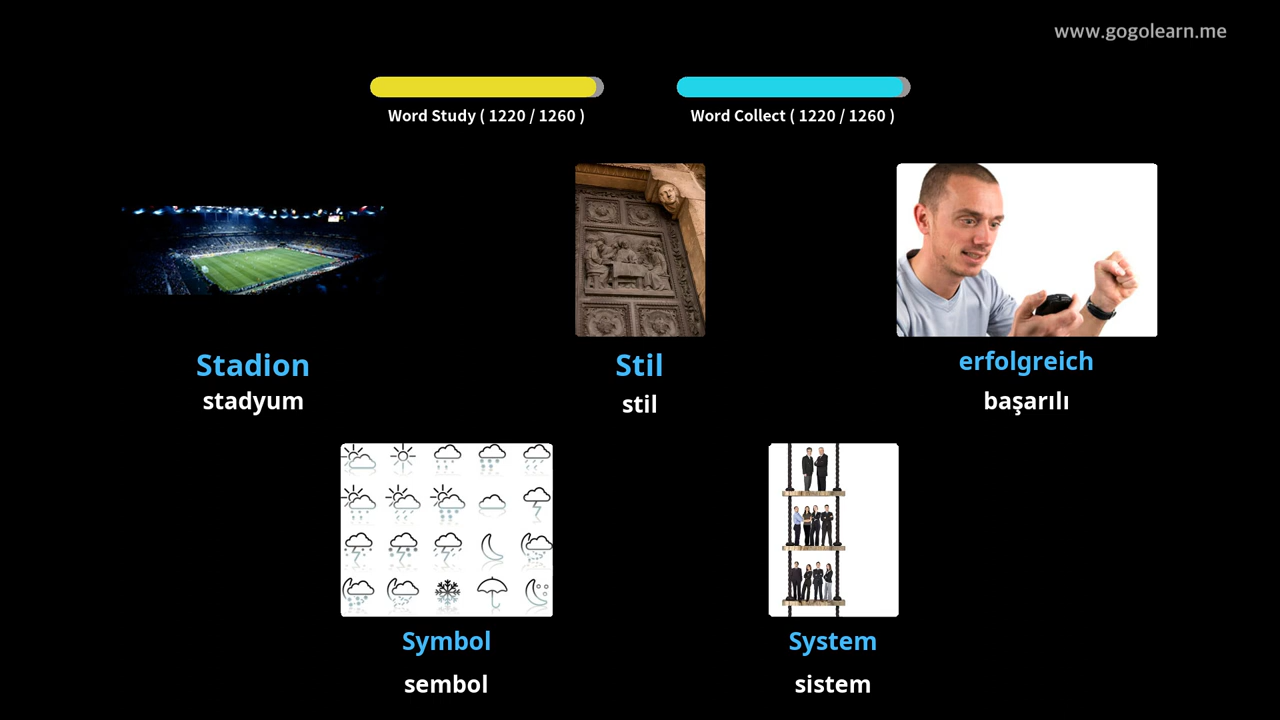 www.gogolearn.me
Word Study ( 1220 / 1260 )
Word Collect ( 1220 / 1260 )
Stadion
stadyum
Stil
stil
erfolgreich
başarılı
Symbol
sembol
System
sistem